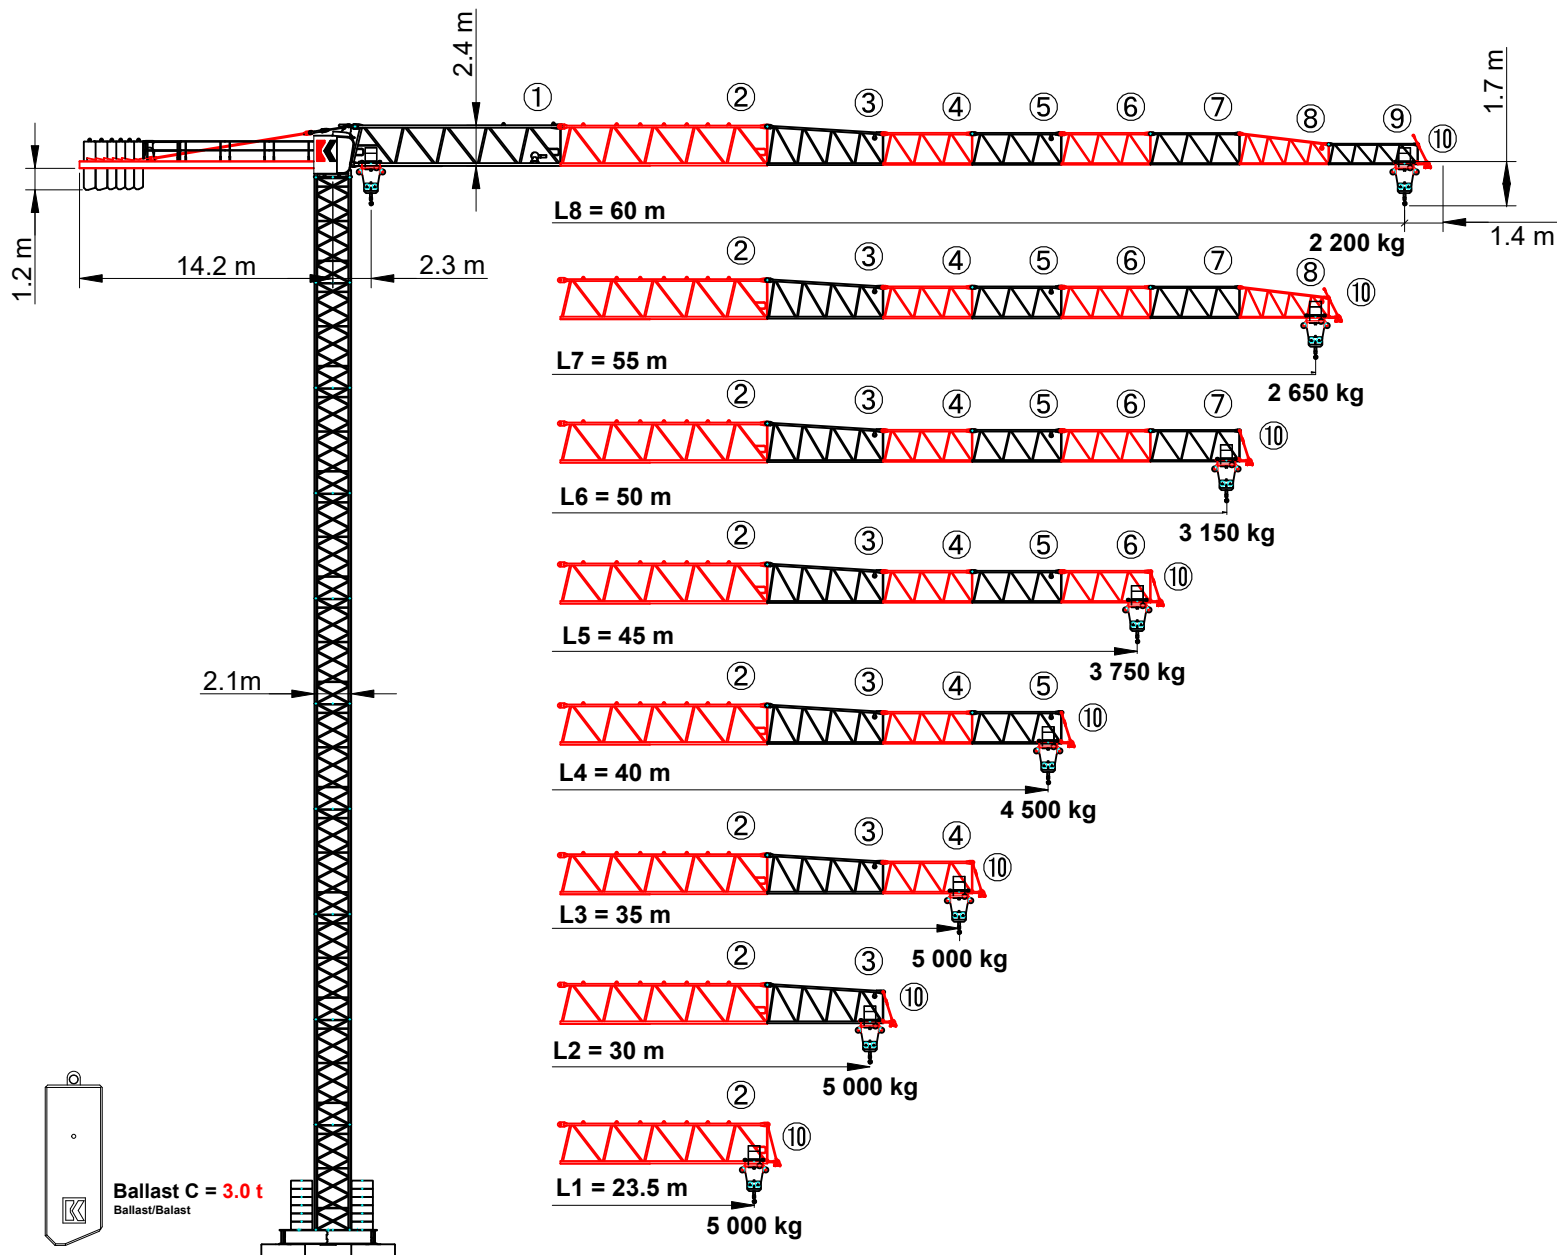 2.4 m
1.7 m
① ② ③ ④ ⑤ ⑥ ⑦ ⑧ ⑨ ⑩
L8 = 60 m
2 200 kg
1.4 m
1.2 m
14.2 m
2.3 m
② ③ ④ ⑤ ⑥ ⑦ ⑧ ⑩
L7 = 55 m
2 650 kg
② ③ ④ ⑤ ⑥ ⑦ ⑩
L6 = 50 m
3 150 kg
② ③ ④ ⑤ ⑥ ⑩
L5 = 45 m
3 750 kg
2.1m
② ③ ④ ⑤ ⑩
L4 = 40 m
4 500 kg
② ③ ④ ⑩
L3 = 35 m
5 000 kg
② ③ ⑩
L2 = 30 m
5 000 kg
② ⑩
L1 = 23.5 m
5 000 kg
Ballast C = 3.0 t
Ballast/Balast